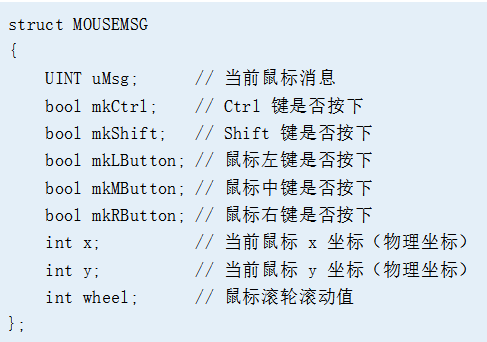 struct MOUSEMSG
{
    UINT uMsg;      // 当前鼠标消息
    bool mkCtrl;    // Ctrl 键是否按下
    bool mkShift;   // Shift 键是否按下
    bool mkLButton; // 鼠标左键是否按下
    bool mkMButton; // 鼠标中键是否按下
    bool mkRButton; // 鼠标右键是否按下
    int x;          // 当前鼠标 x 坐标（物理坐标）
    int y;          // 当前鼠标 y 坐标（物理坐标）
    int wheel;      // 鼠标滚轮滚动值
};